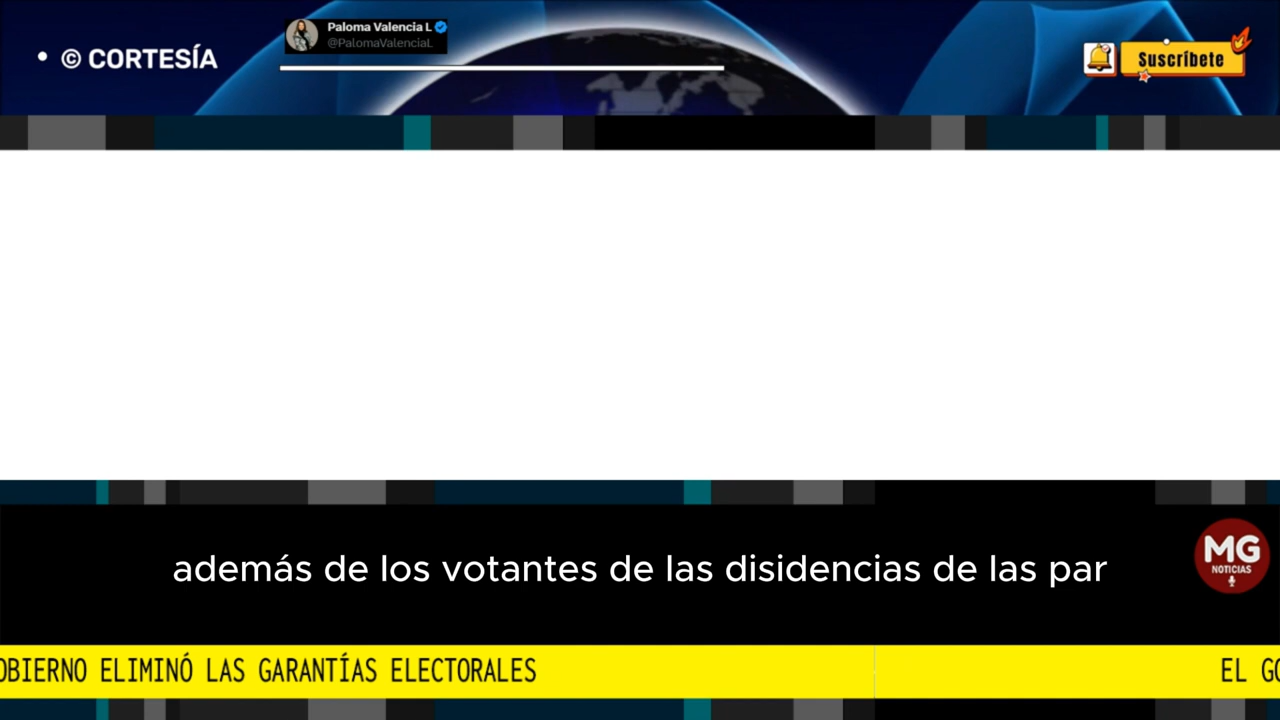 • © CORTESÍA
Paloma Valencia L
@PalomaValenciaL
Suscríbete
además de los votantes de las disidencias de las par
MG
NOTICIAS
OBIERNO ELIMINÓ LAS GARANTÍAS ELECTORALES
EL GO